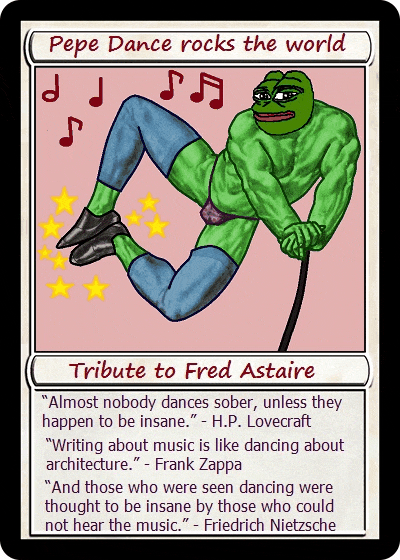 Pepe Dance rocks the world
Tribute to Fred Astaire
“Almost nobody dances sober, unless they
happen to be insane.” - H.P. Lovecraft
“Writing about music is like dancing about
architecture.” - Frank Zappa
“And those who were seen dancing were
thought to be insane by those who could
not hear the music.” - Friedrich Nietzsche